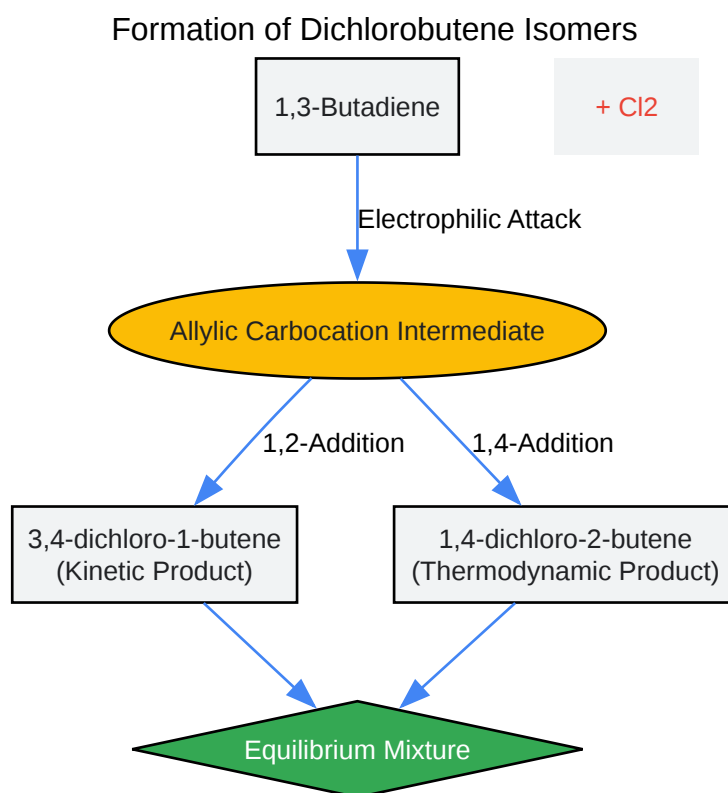 Formation of Dichlorobutene Isomers
1,3-Butadiene
+ Cl2
Electrophilic Attack
Allylic Carbocation Intermediate
1,2-Addition
1,4-Addition
3,4-dichloro-1-butene
(Kinetic Product)
1,4-dichloro-2-butene
(Thermodynamic Product)
Equilibrium Mixture